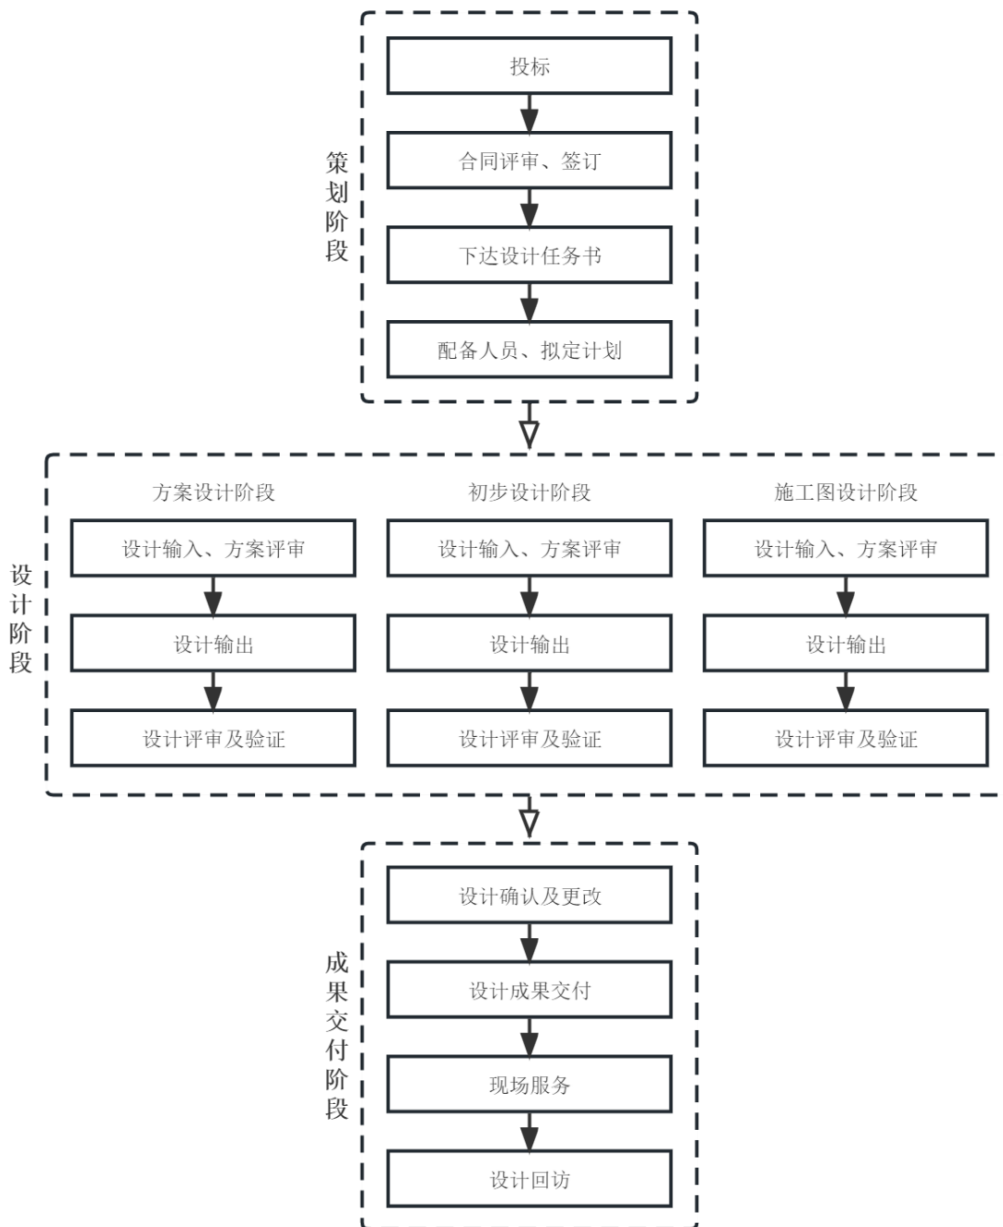 策划阶段
投标
合同评审、签订
下达设计任务书
配备人员、拟定计划
设计阶段
方案设计阶段
设计输入、方案评审
设计输出
设计评审及验证
初步设计阶段
设计输入、方案评审
设计输出
设计评审及验证
施工图设计阶段
设计输入、方案评审
设计输出
设计评审及验证
成果交付阶段
设计确认及更改
设计成果交付
现场服务
设计回访